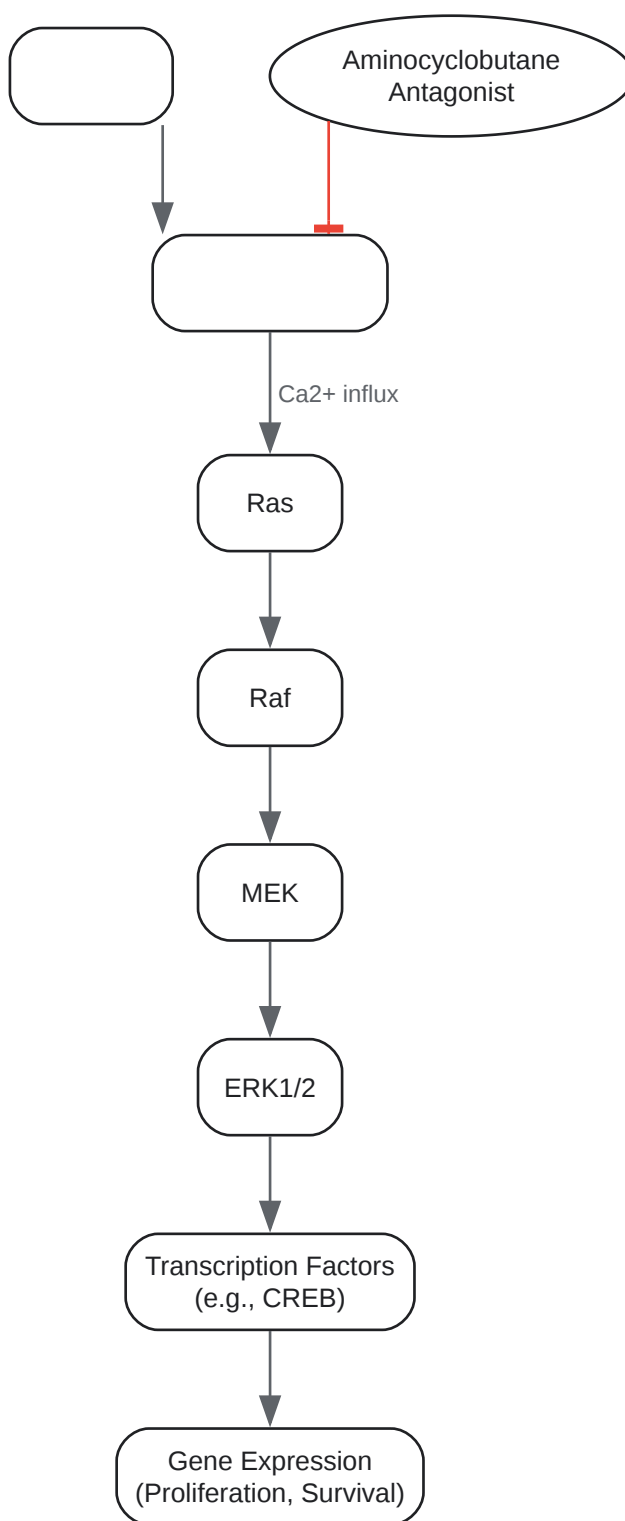 Aminocyclobutane
Antagonist
Ca2+ influx
Ras
Raf
MEK
ERK1/2
Transcription Factors
(e.g., CREB)
Gene Expression
(Proliferation, Survival)